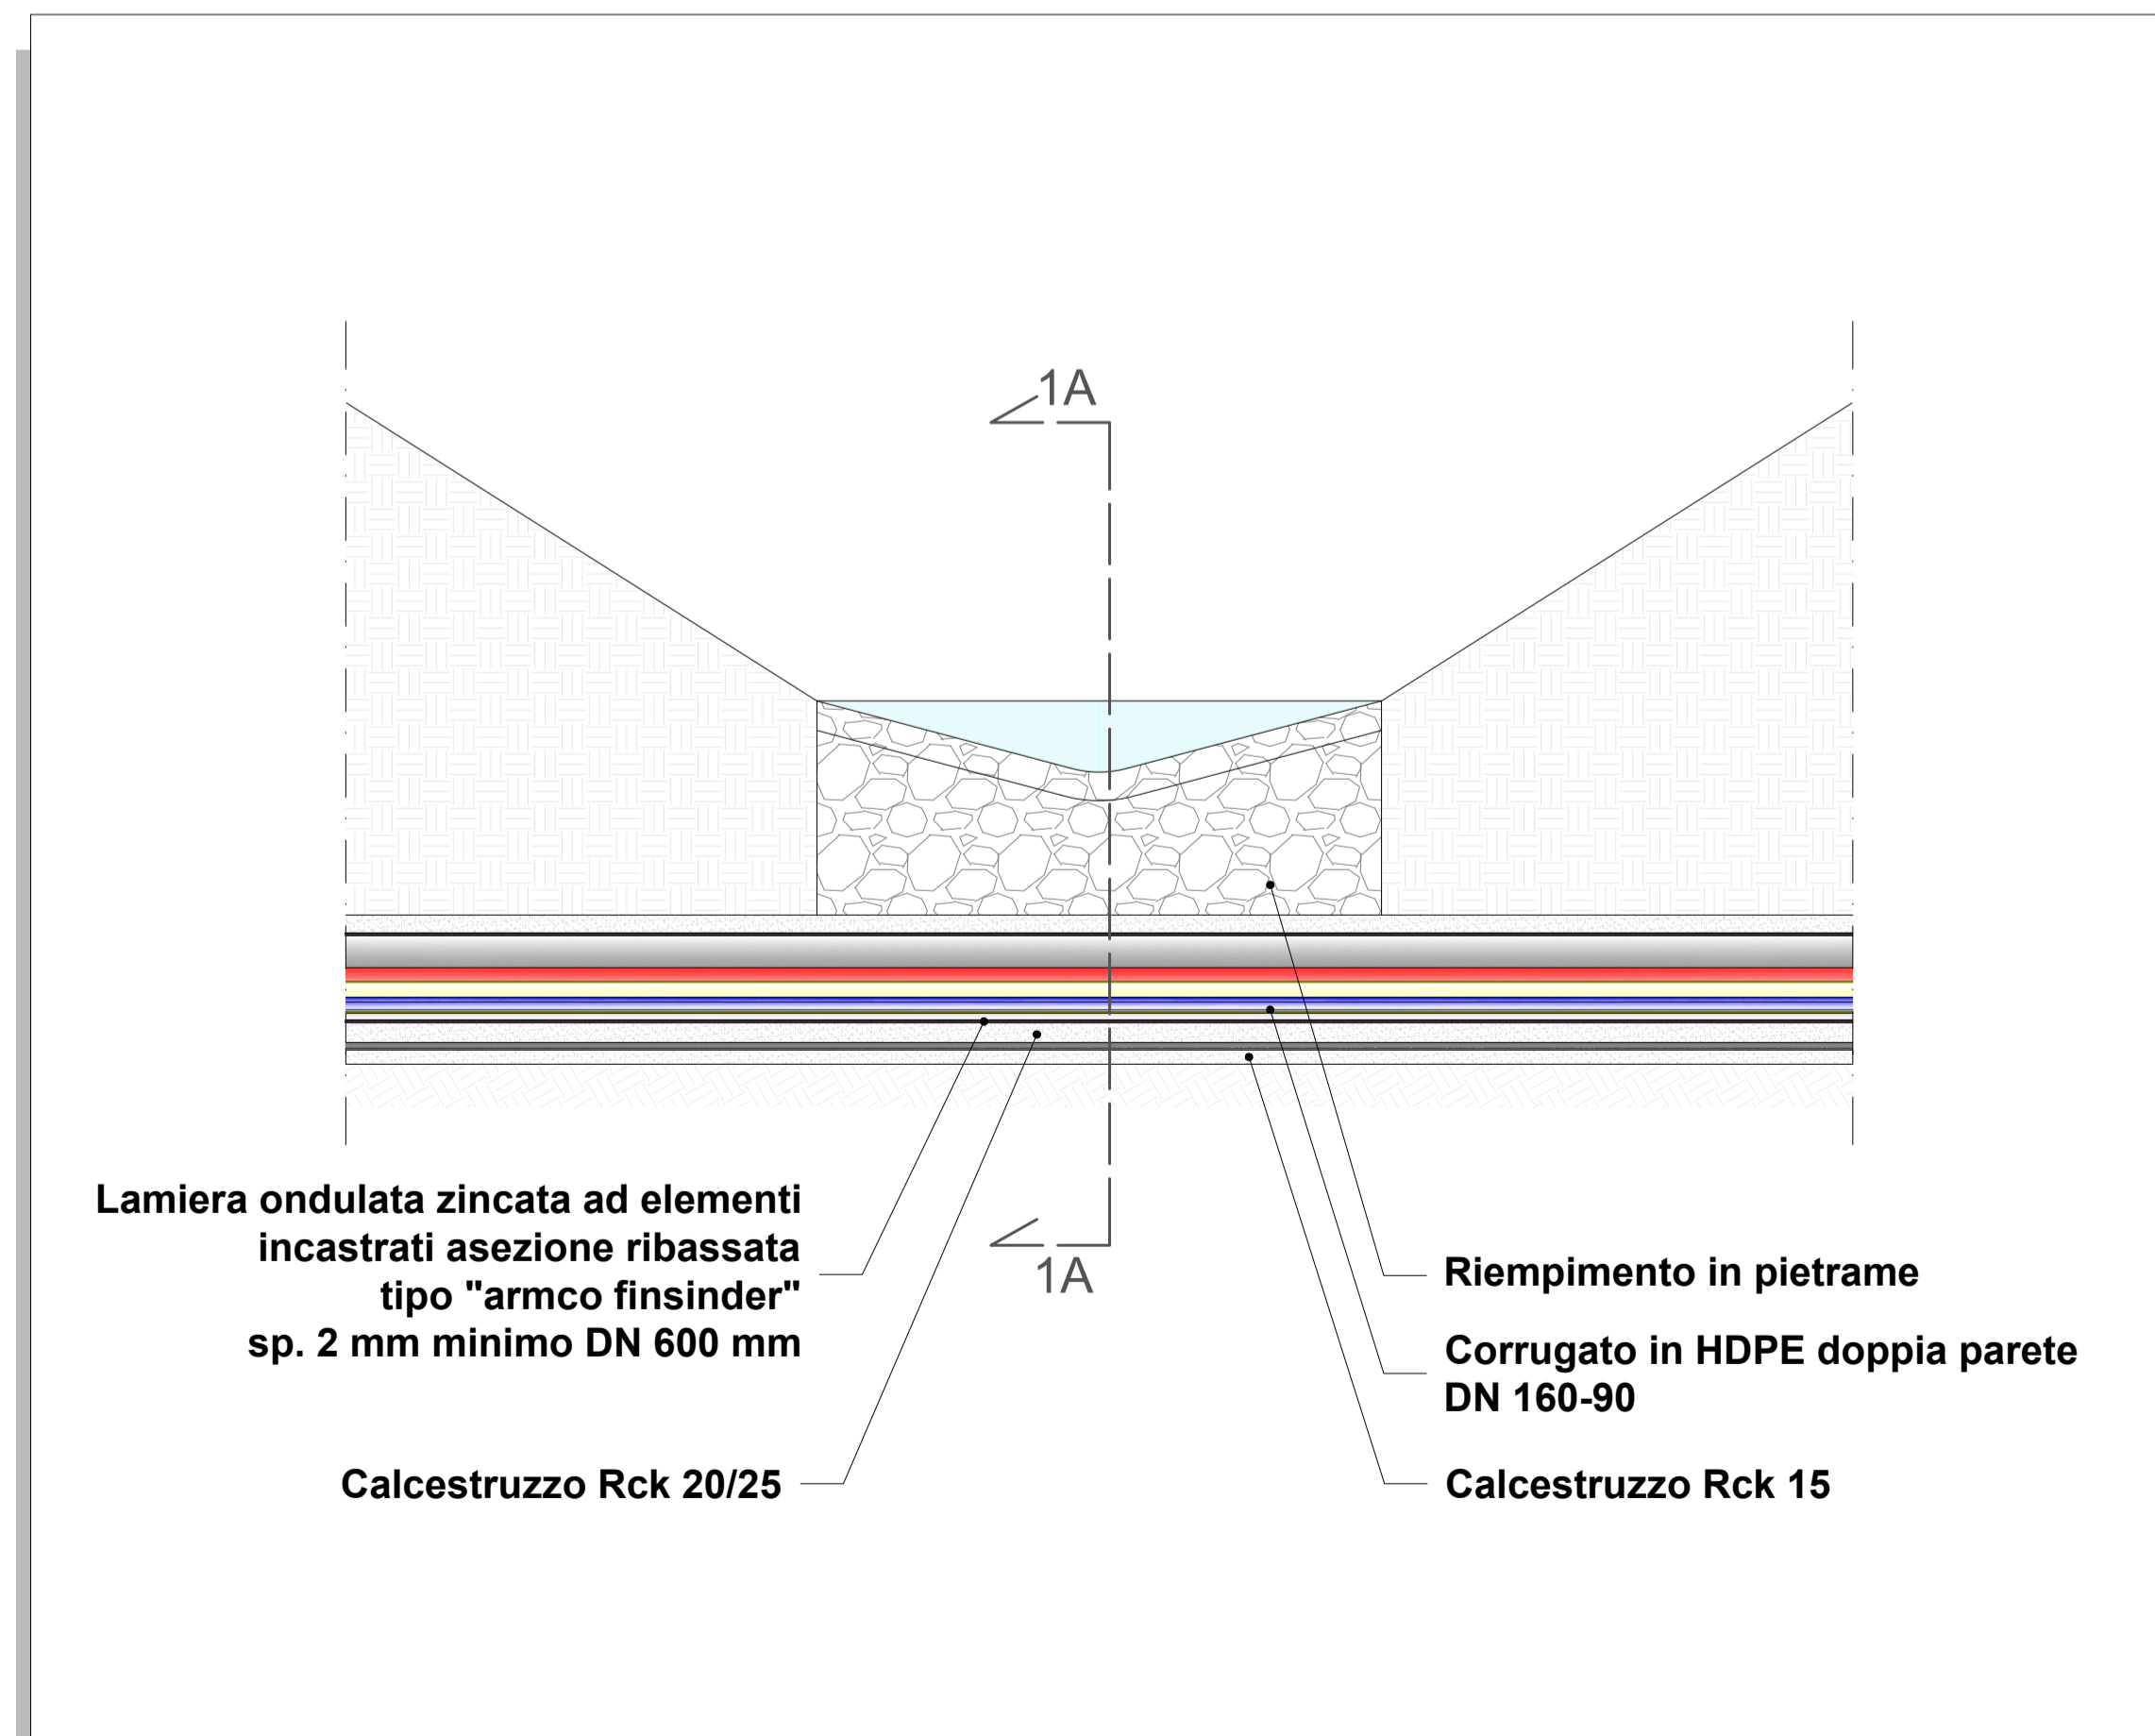 1A
1A
Lamiera ondulata zincata ad elementi
incastrati asezione ribassata
tipo "armco finsinder"
sp. 2 mm minimo DN 600 mm
Calcestruzzo Rck 20/25
Riempimento in pietrame
Corrugato in HDPE doppia parete
DN 160-90
Calcestruzzo Rck 15